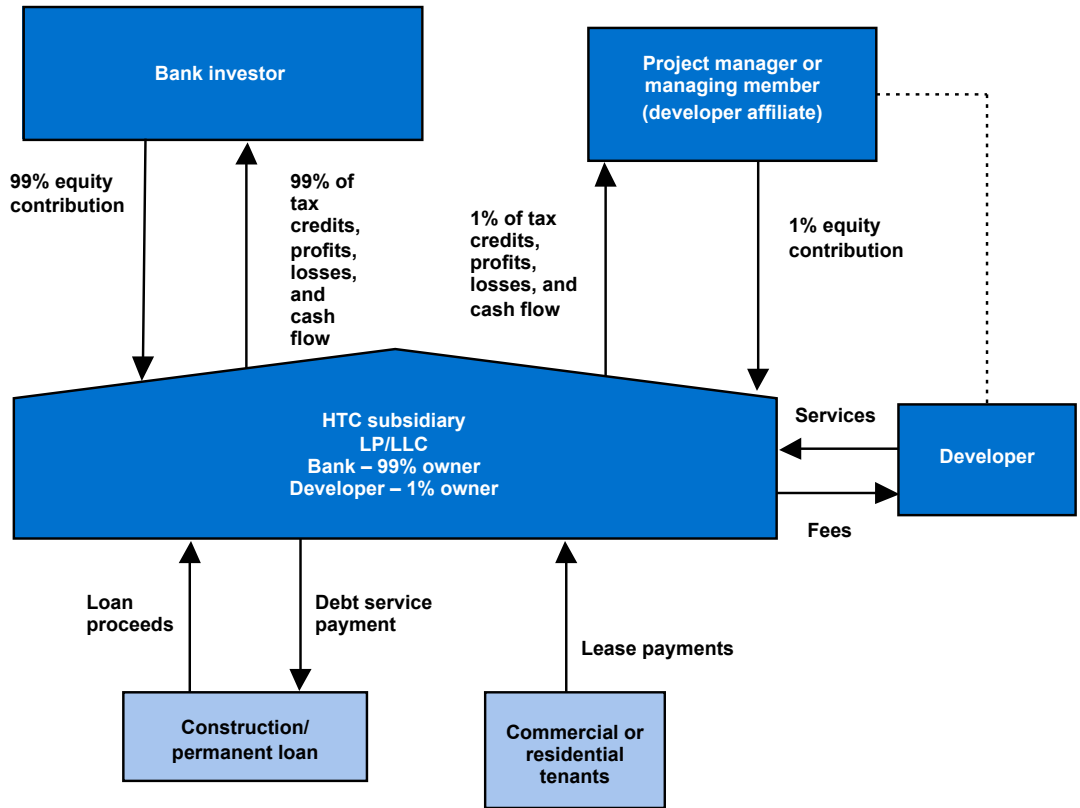 Bank investor
Project manager or
managing member
(developer affiliate)
99% equity
contribution
99% of
tax
credits,
profits,
losses,
and
cash
flow
1% of tax
credits,
profits,
losses, and
cash flow
1% equity
contribution
HTC subsidiary
LP/LLC
Bank – 99% owner
Developer – 1% owner
Services
Developer
Fees
Loan
proceeds
Debt service
payment
Lease payments
Construction/
permanent loan
Commercial or
residential
tenants